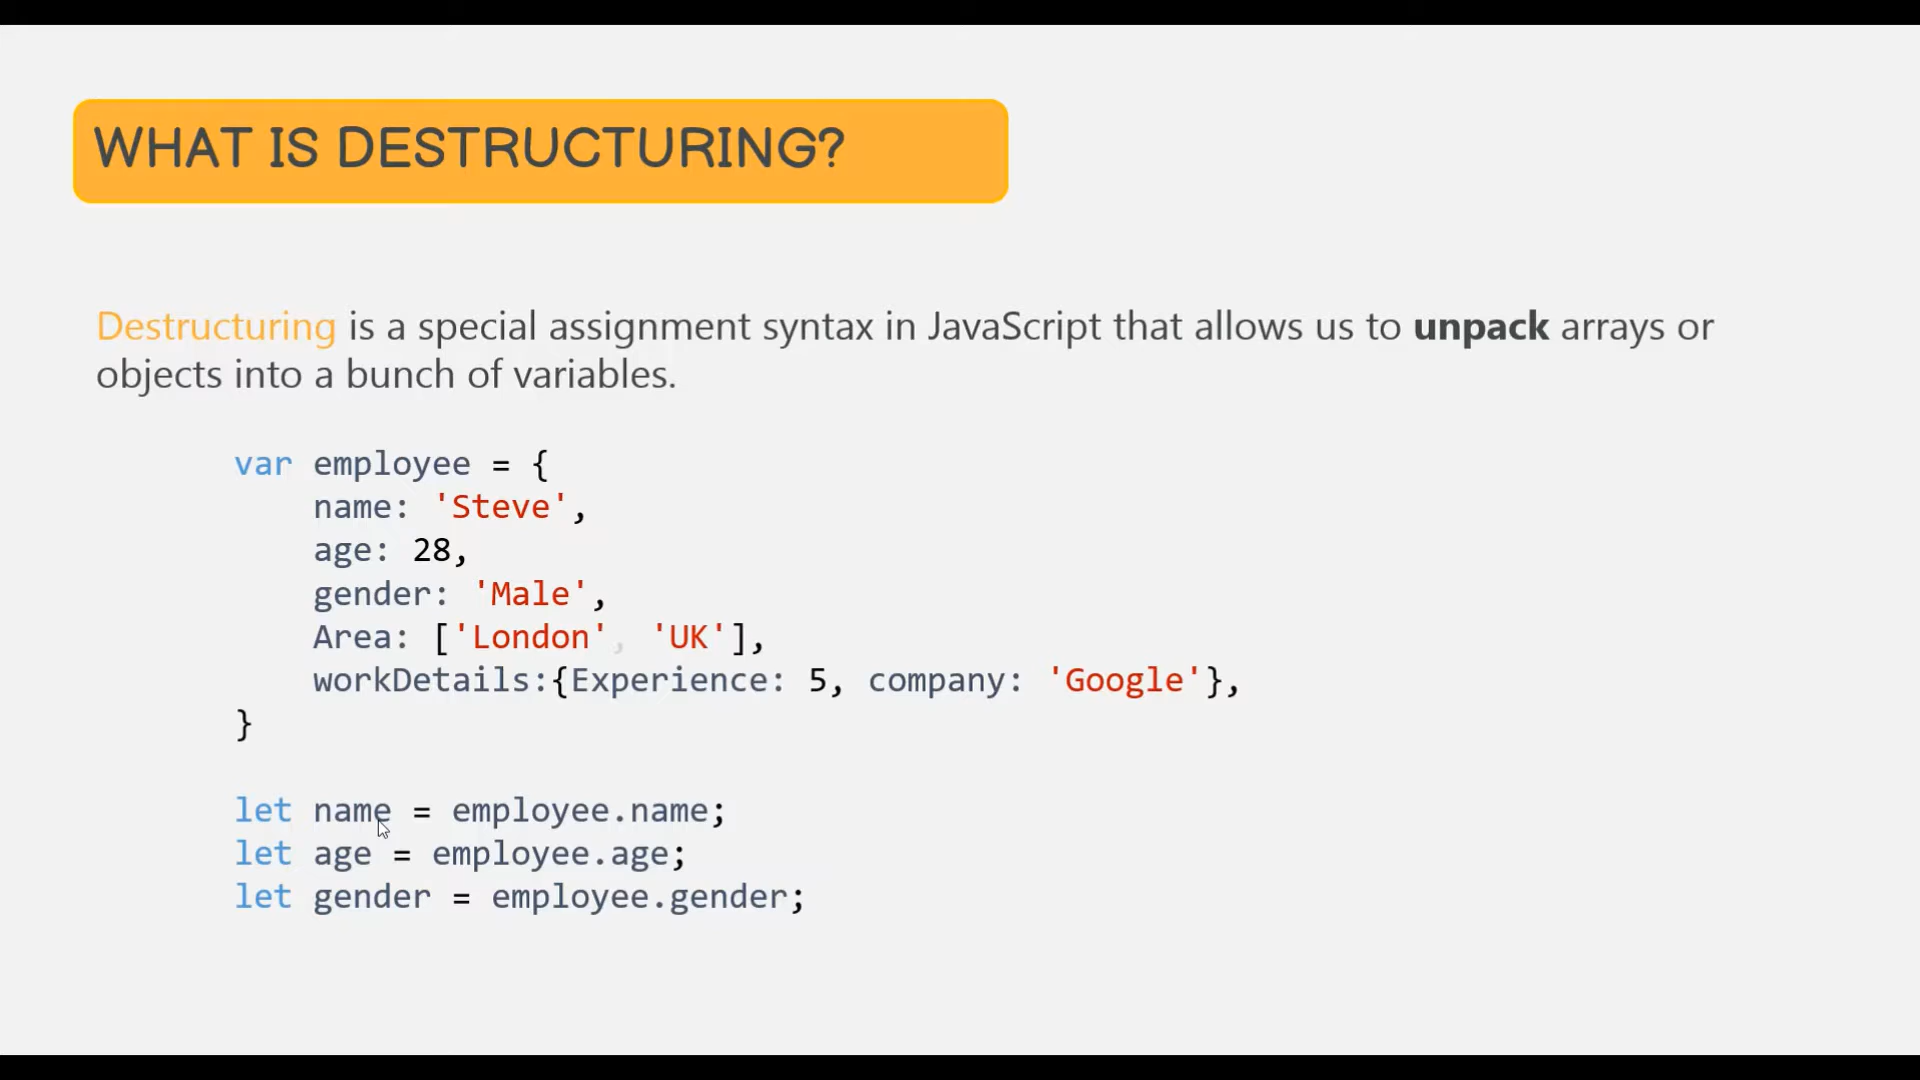 WHAT IS DESTRUCTURING?
Destructuring is a special assignment syntax in JavaScript that allows us to unpack arrays or
objects into a bunch of variables.
var employee = {
name: 'Steve',
age: 28,
gender: 'Male',
Area: ['London', 'UK'],
workDetails:{Experience: 5, company: 'Google'},
}
let name = employee.name;
let age = employee.age;
let gender = employee.gender;